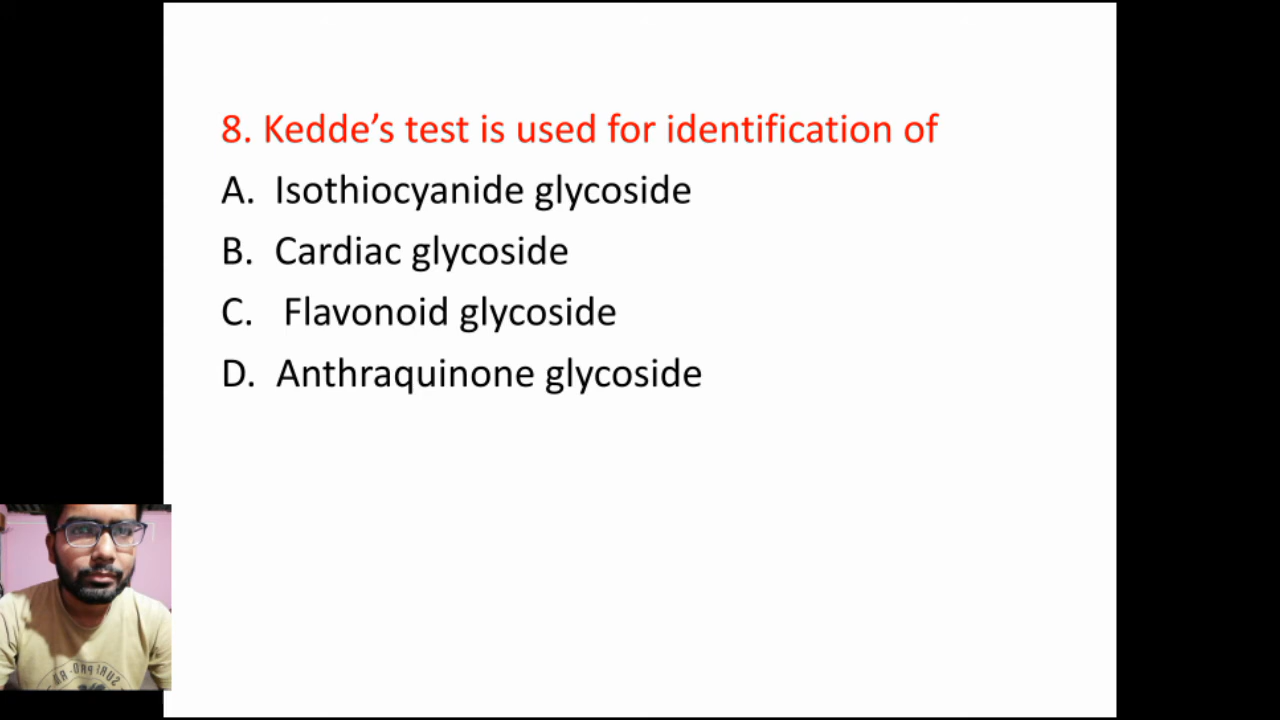 8. Kedde’s test is used for identification of
A. Isothiocyanide glycoside
B. Cardiac glycoside
C. Flavonoid glycoside
D. Anthraquinone glycoside